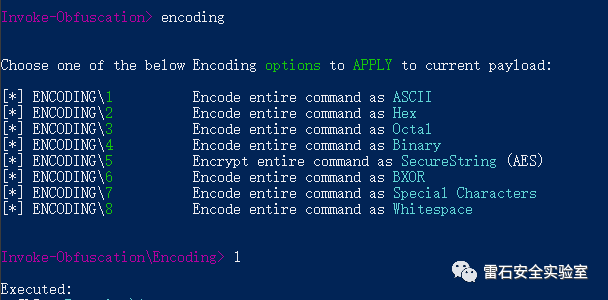 Invoke-Obfuscation> encoding
Choose one of the below Encoding options to APPLY to current payload:
[*] ENCODING\1 Encode entire command as ASCII
[*] ENCODING\2 Encode entire command as Hex
[*] ENCODING\3 Encode entire command as Octal
[*] ENCODING\4 Encode entire command as Binary
[*] ENCODING\5 Encrypt entire command as SecureString (AES)
[*] ENCODING\6 Encode entire command as BXOR
[*] ENCODING\7 Encode entire command as Special Characters
[*] ENCODING\8 Encode entire command as Whitespace
Invoke-Obfuscation\Encoding> 1
雷石安全实验室
Executed: